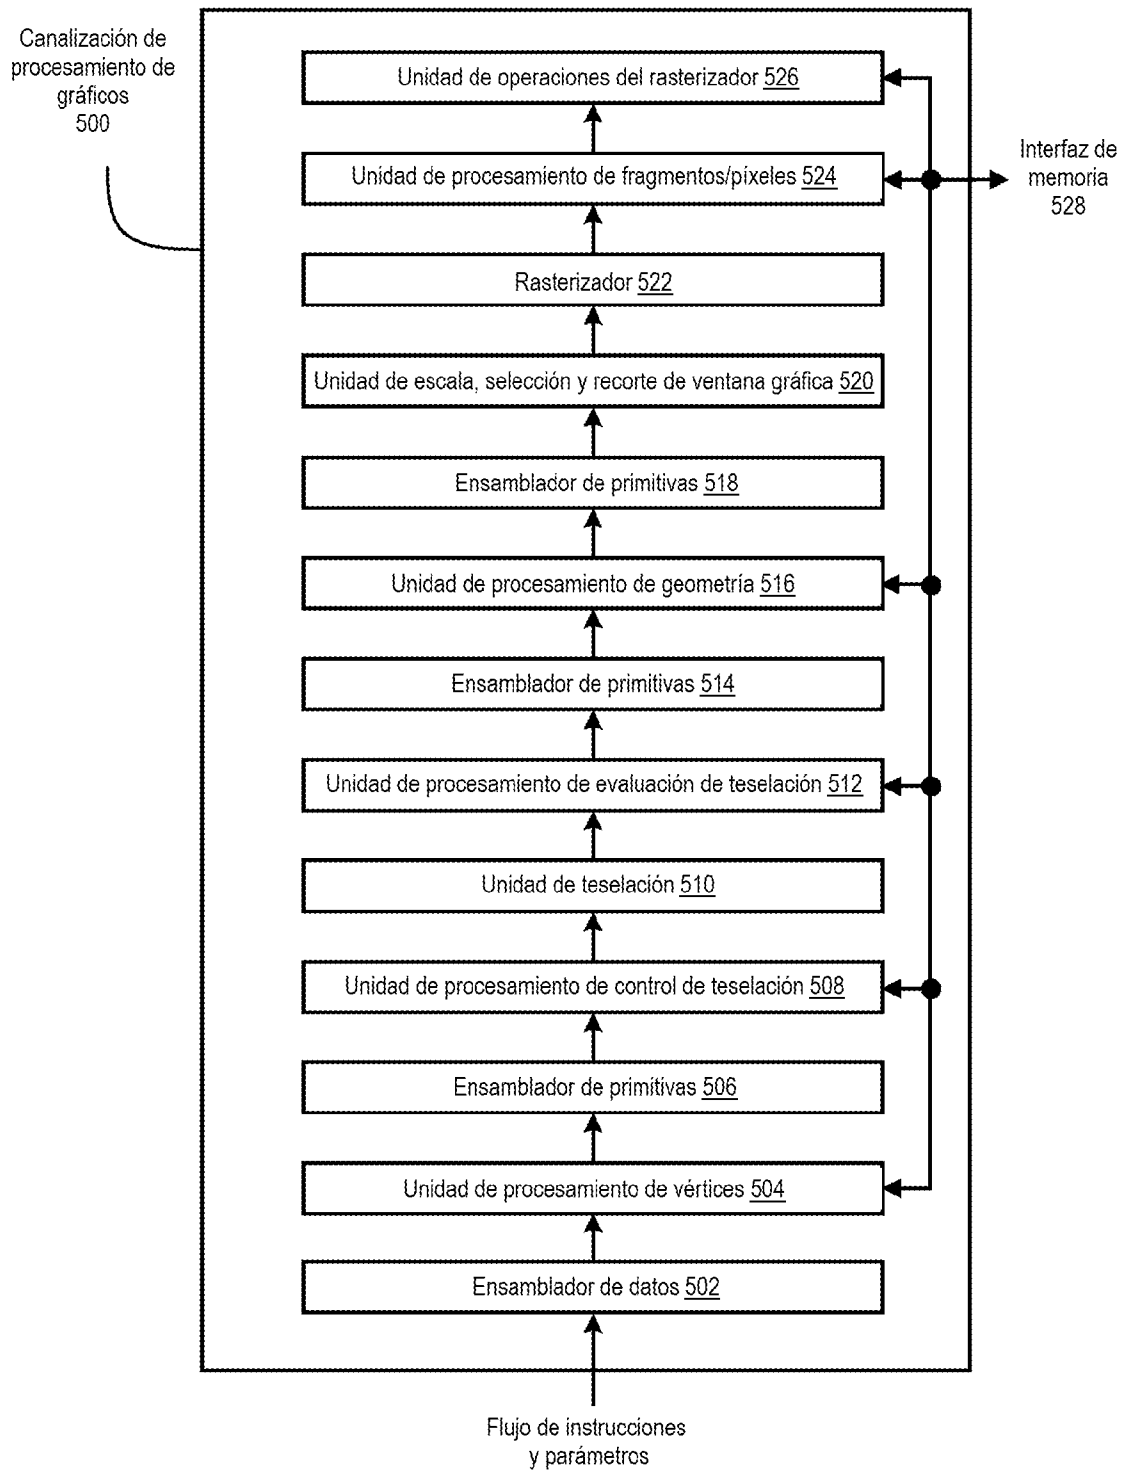 Canalización de
procesamiento de
gráficos
500
Unidad de operaciones del rasterizador 526
Unidad de procesamiento de fragmentos/píxeles 524
Interfaz de
memoria
528
Rasterizador 522
Unidad de escala, selección y recorte de ventana gráfica 520
Ensamblador de primitivas 518
Unidad de procesamiento de geometría 516
Ensamblador de primitivas 514
Unidad de procesamiento de evaluación de teselación 512
Unidad de teselación 510
Unidad de procesamiento de control de teselación 508
Ensamblador de primitivas 506
Unidad de procesamiento de vértices 504
Ensamblador de datos 502
Flujo de instrucciones
y parámetros